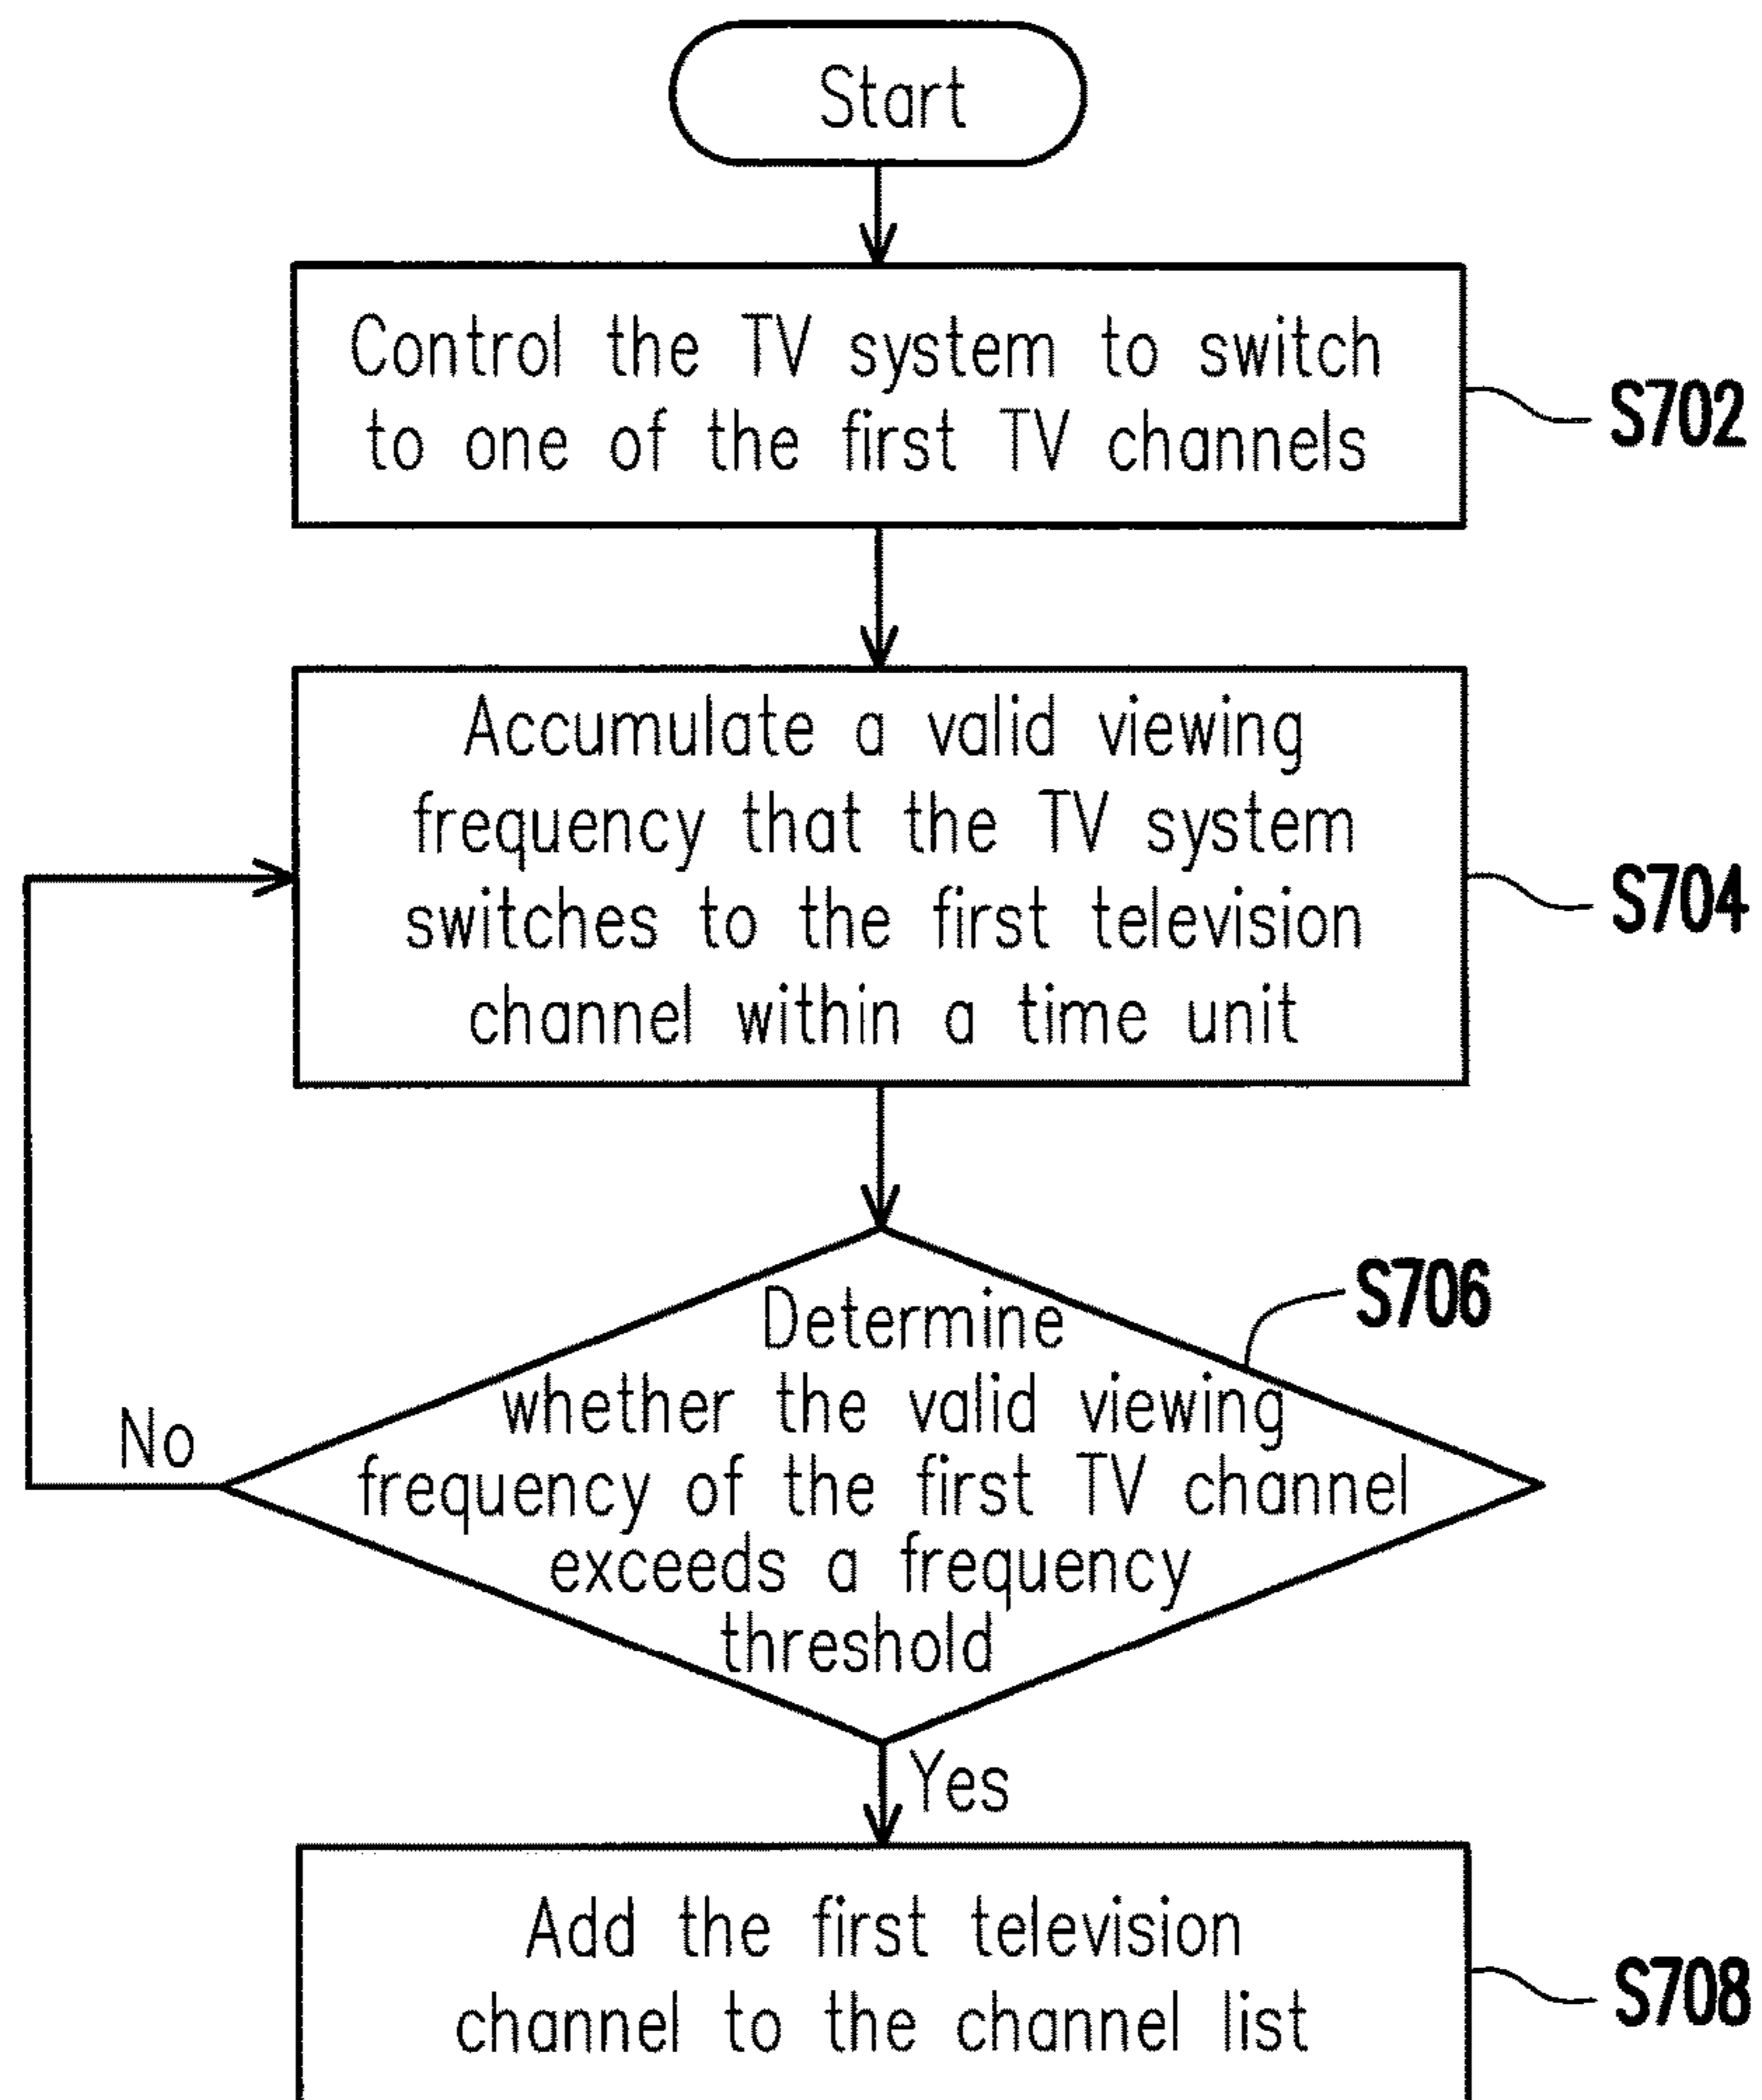 Start
Control the TV system to switch
to one of the first TV channels
S702
Accumulate a valid viewing
frequency that the TV system
switches to the first television
channel within a time unit
S704
Determine
whether the valid viewing
frequency of the first TV channel
exceeds a frequency
threshold
S706
No
Yes
Add the first television
channel to the channel list
S708